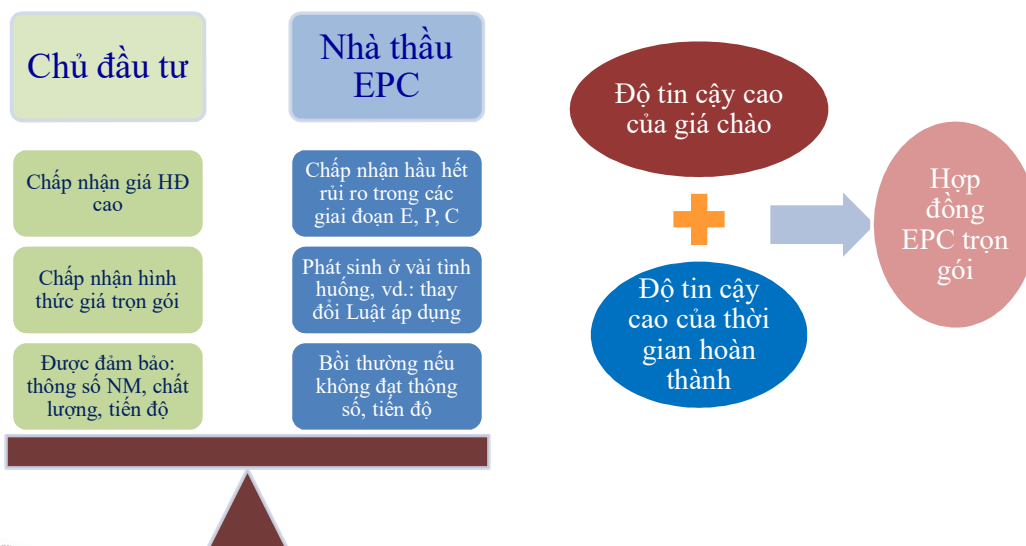 Chủ đầu tư
Chấp nhận giá HĐ
cao
Chấp nhận hình
thức giá trọn gói
Được đảm bảo:
thông số NM, chất
lượng, tiến độ
Nhà thầu
EPC
Chấp nhận hầu hết
rủi ro trong các
giai đoạn E, P, C
Phát sinh ở vài tình
huống, vd.: thay
đổi Luật áp dụng
Bồi thường nếu
không đạt thông
số, tiến độ
Độ tin cậy cao
của giá chào
Độ tin cậy
cao của thời
gian hoàn
thành
Hợp
đồng
EPC trọn
gói